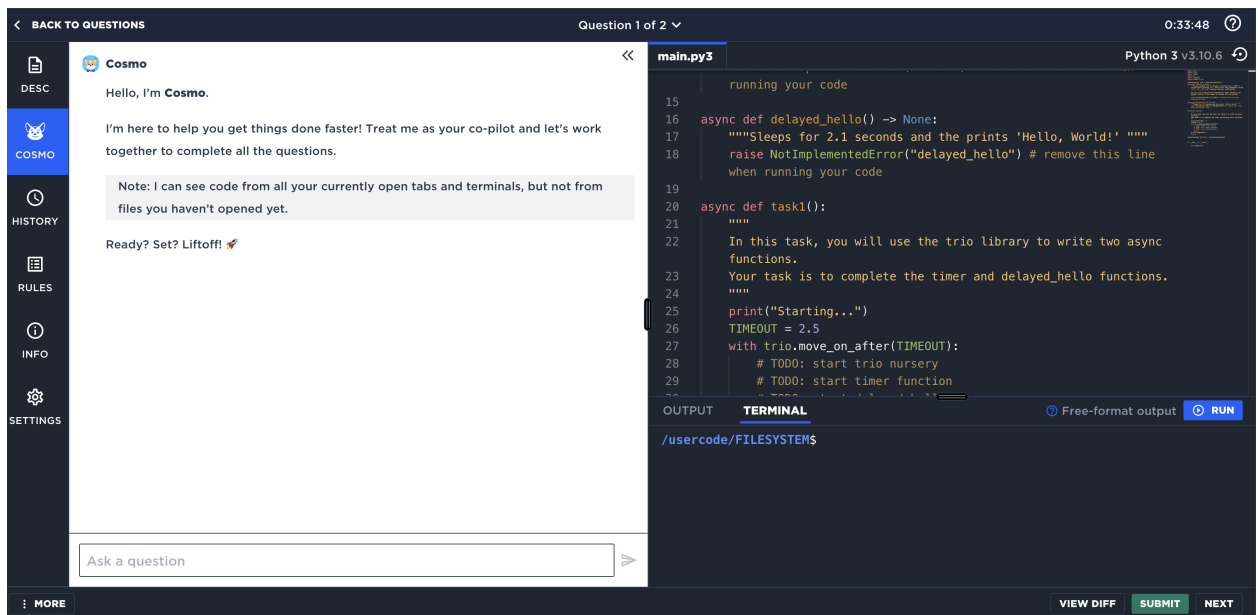 BACK TO QUESTIONS
Question 1 of 2
0:33:48
DESC
COSMO
HISTORY
RULES
INFO
SETTINGS
MORE
Cosmo
Hello, I'm Cosmo.
I'm here to help you get things done faster! Treat me as your co-pilot and let's work
together to complete all the questions.
Note: I can see code from all your currently open tabs and terminals, but not from
files you haven't opened yet.
Ready? Set? Liftoff! 🚀
Ask a question
main.py3
Python 3 v3.10.6
running your code
15
16 async def delayed_hello() -> None:
17 """Sleeps for 2.1 seconds and the prints 'Hello, World!' """
18 raise NotImplementedError("delayed_hello") # remove this line
when running your code
19
20 async def task1():
21 """
22 In this task, you will use the trio library to write two async
functions.
23 Your task is to complete the timer and delayed_hello functions.
24 """
25 print("Starting...")
26 TIMEOUT = 2.5
27 with trio.move_on_after(TIMEOUT):
28 # TODO: start trio nursery
29 # TODO: start timer function
OUTPUT
TERMINAL
Free-format output
RUN
/usercode/FILESYSTEM$
VIEW DIFF
SUBMIT
NEXT